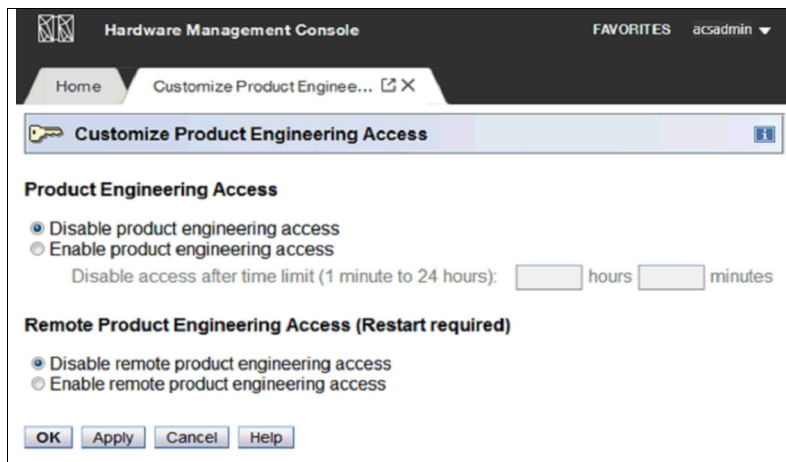 Hardware Management Console FAVORITES acsadmin
Home Customize Product Enginee...
Customize Product Engineering Access
Product Engineering Access
Disable product engineering access
Enable product engineering access
Disable access after time limit (1 minute to 24 hours): hours minutes
Remote Product Engineering Access (Restart required)
Disable remote product engineering access
Enable remote product engineering access
OK Apply Cancel Help